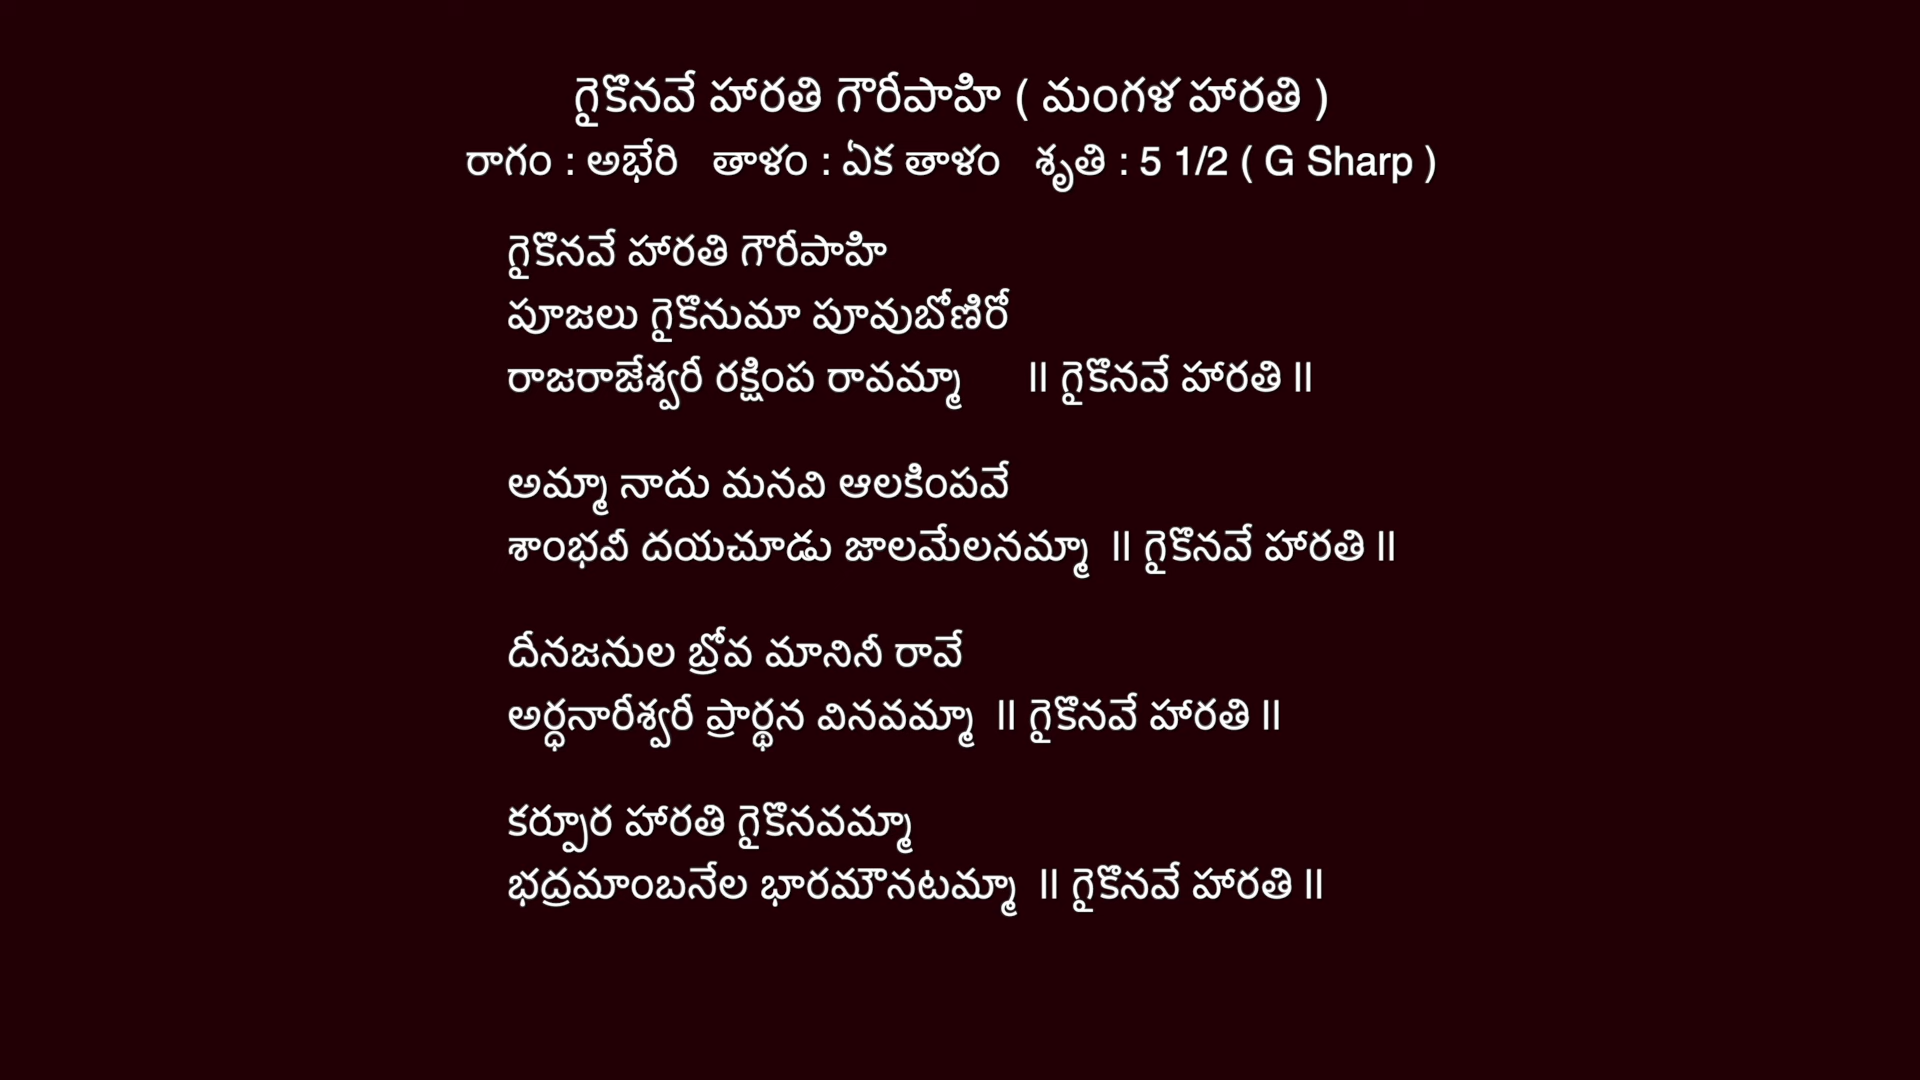 గైకొనవే హారతి గౌరీపాహి ( మంగళ హారతి )
రాగం : అభేరి తాళం : ఏక తాళం శృతి : 5 1/2 ( G Sharp )
గైకొనవే హారతి గౌరీపాహి
పూజలు గైకొనుమా పూవుబోణిరో
రాజరాజేశ్వరీ రక్షింప రావమ్మా || గైకొనవే హారతి ||
అమ్మా నాదు మనవి ఆలకింపవే
శాంభవీ దయచూడు జాలమేలనమ్మా || గైకొనవే హారతి ||
దీనజనుల బ్రోవ మానినీ రావే
అర్ధనారీశ్వరీ ప్రార్థన వినవమ్మా || గైకొనవే హారతి ||
కర్పూర హారతి గైకొనవమ్మా
భద్రమాంబనేల భారమౌనటమ్మా || గైకొనవే హారతి ||